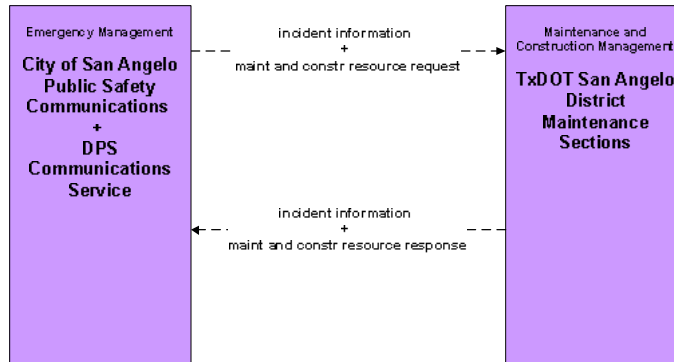 Emergency Management
City of San Angelo
Public Safety
Communications
+
DPS
Communications
Service
incident information
+
maint and constr resource request
incident information
+
maint and constr resource response
Maintenance and
Construction Management
TxDOT San Angelo
District
Maintenance
Sections